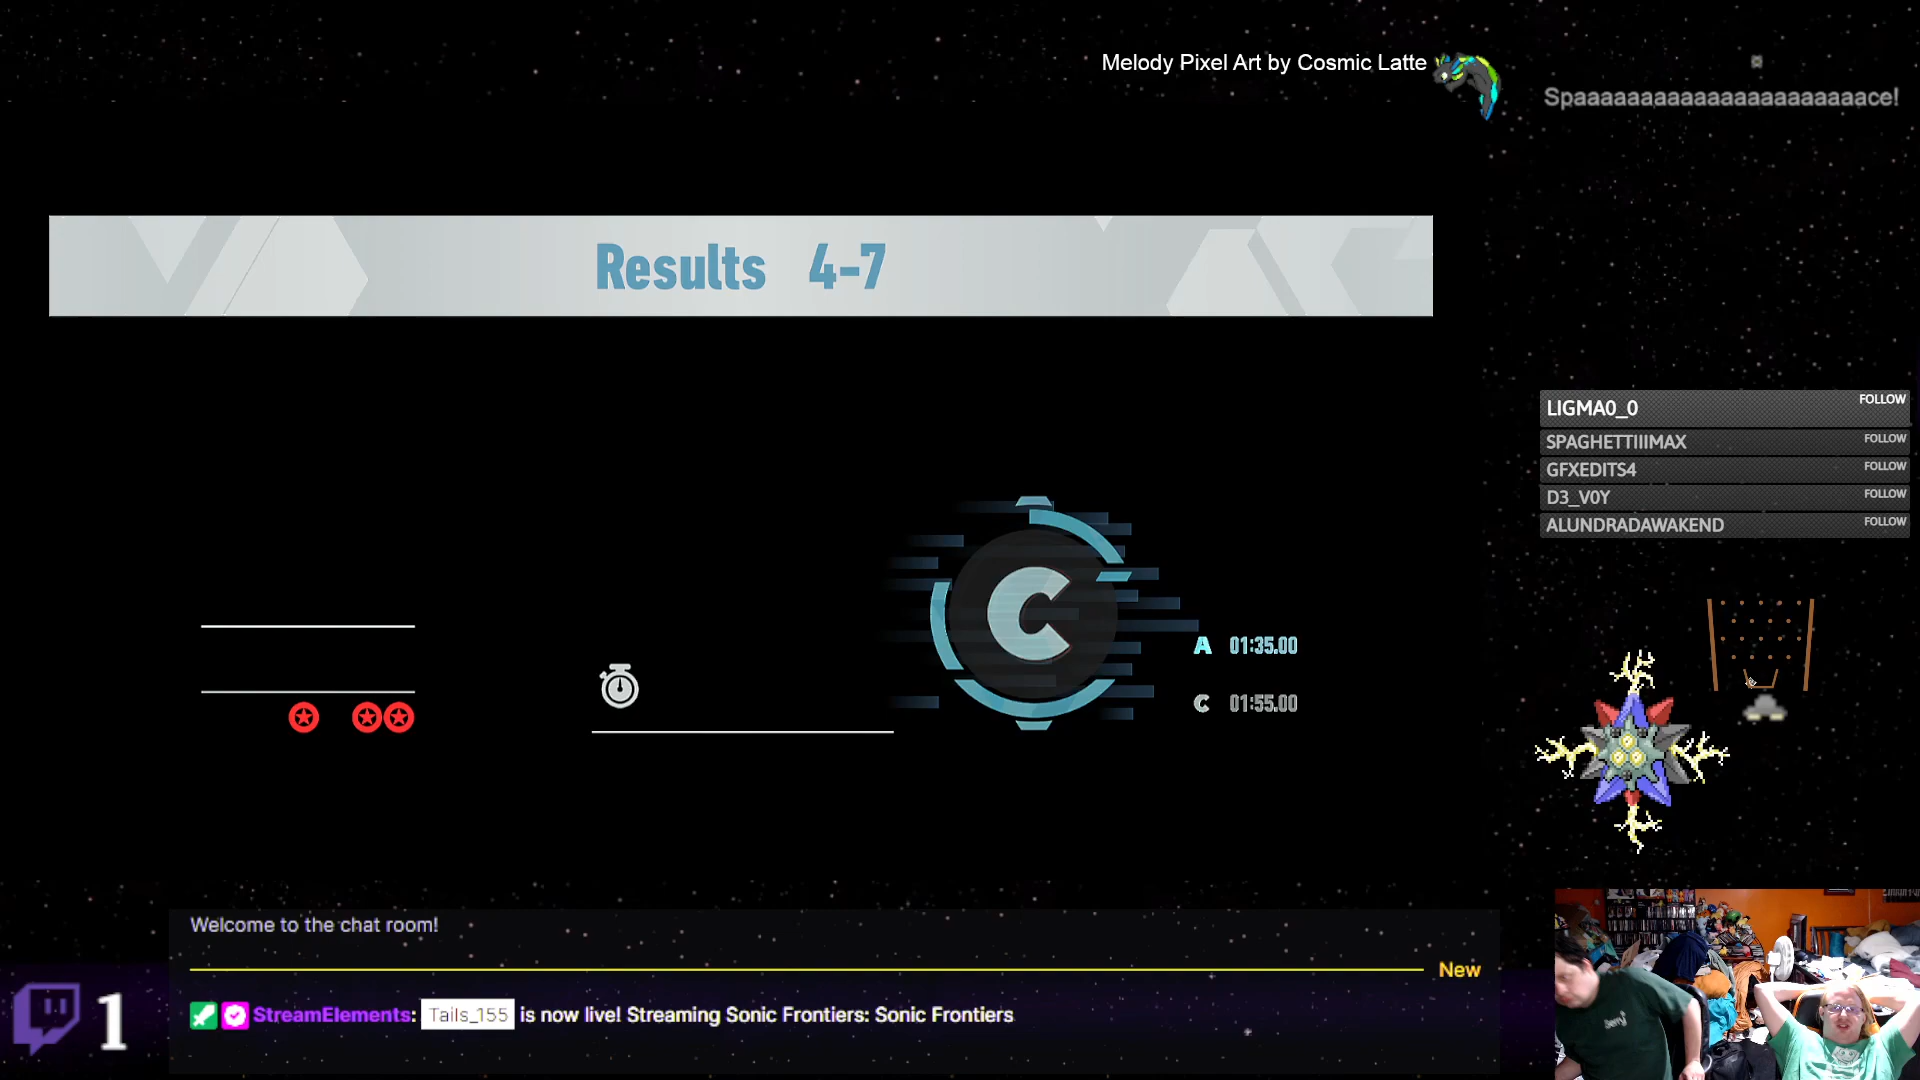 Melody Pixel Art by Cosmic Latte
Spaaaaaaaaaaaaaaaaaaaaaaace!
Results 4-7
LIGMA0_0 FOLLOW
SPAGHETTIIIMAX FOLLOW
GFXEDITS4 FOLLOW
D3_V0Y FOLLOW
ALUNDRADAWAKEND FOLLOW
C
A 01:35.00
C 01:55.00
Welcome to the chat room!
New
StreamElements: Tails_155 is now live! Streaming Sonic Frontiers: Sonic Frontiers
1